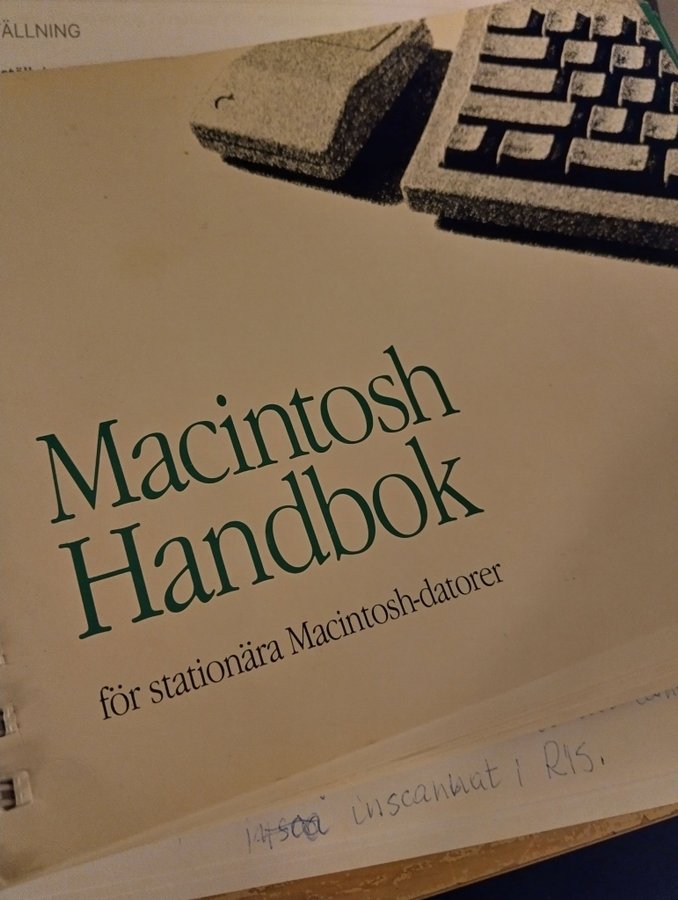 ÄLLNING
Macintosh
Handbok
för stationära Macintosh-datorer
inscannat i RIS.